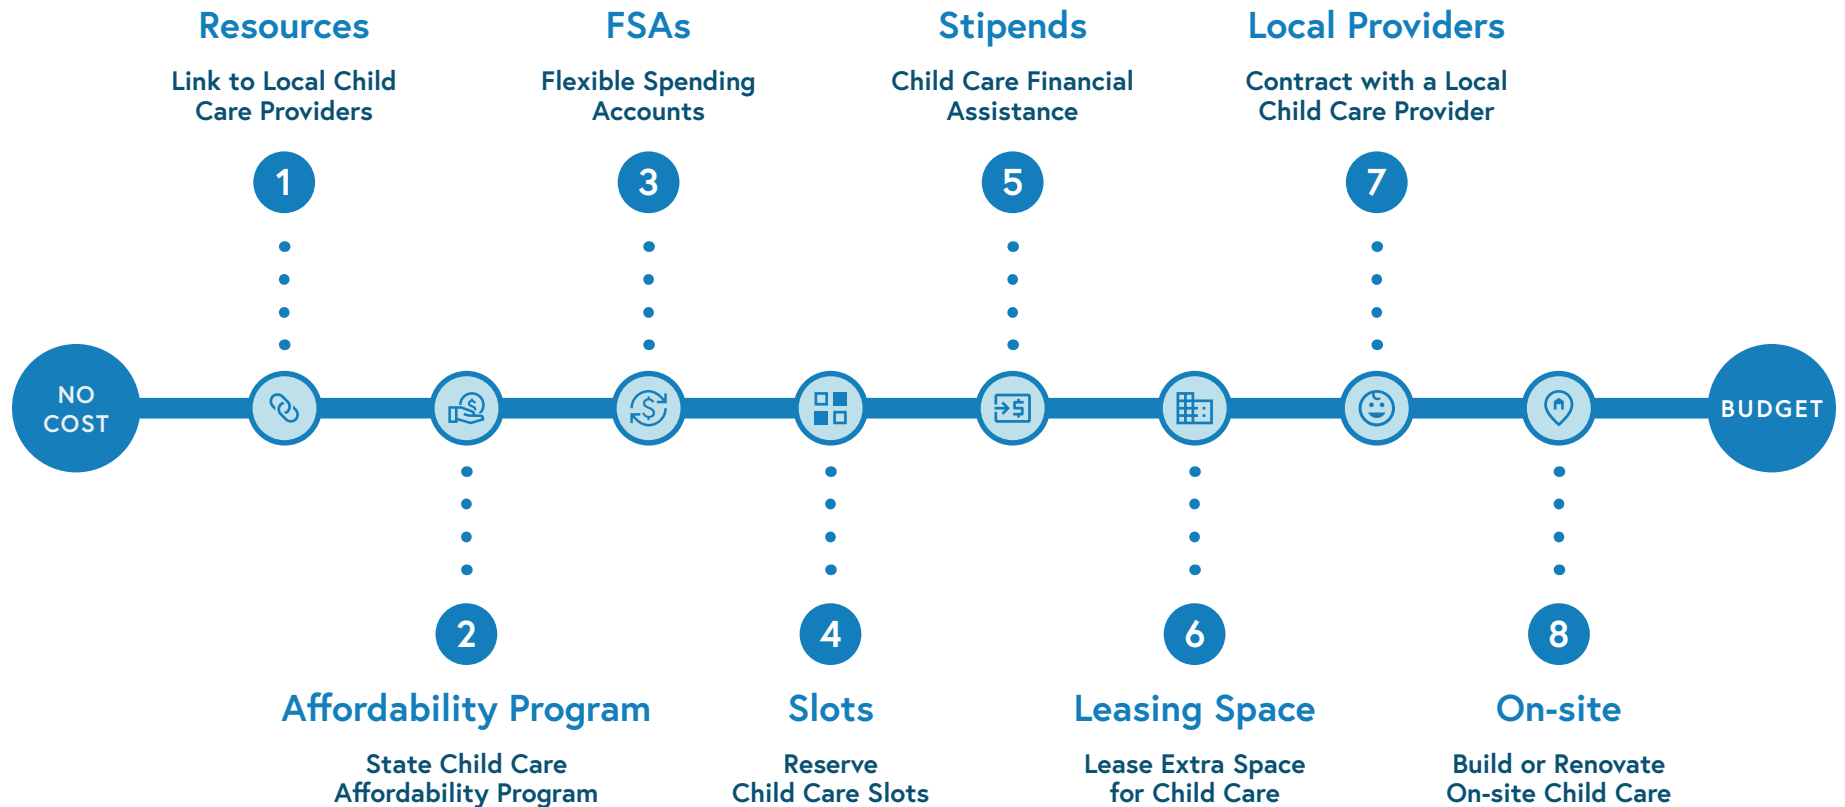 Resources
Link to Local Child
Care Providers
1
FSAs
Flexible Spending
Accounts
3
Stipends
Child Care Financial
Assistance
5
Local Providers
Contract with a Local
Child Care Provider
7
NO
COST
BUDGET
2
Affordability Program
State Child Care
Affordability Program
4
Slots
Reserve
Child Care Slots
6
Leasing Space
Lease Extra Space
for Child Care
8
On-site
Build or Renovate
On-site Child Care